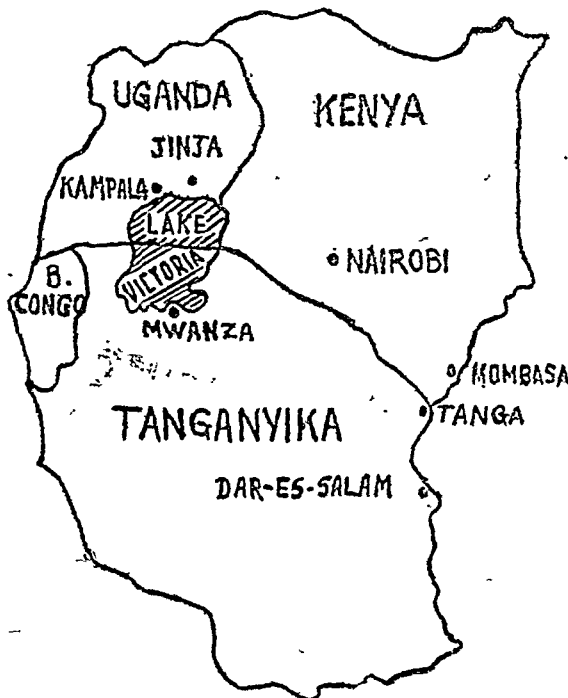 UGANDA
KENYA
JINJA
KAMPALA
LAKE
VICTORIA
NAIROBI
B.
CONGO
MWANZA
MOMBASA
TANGA
TANGANYIKA
DAR-ES-SALAM